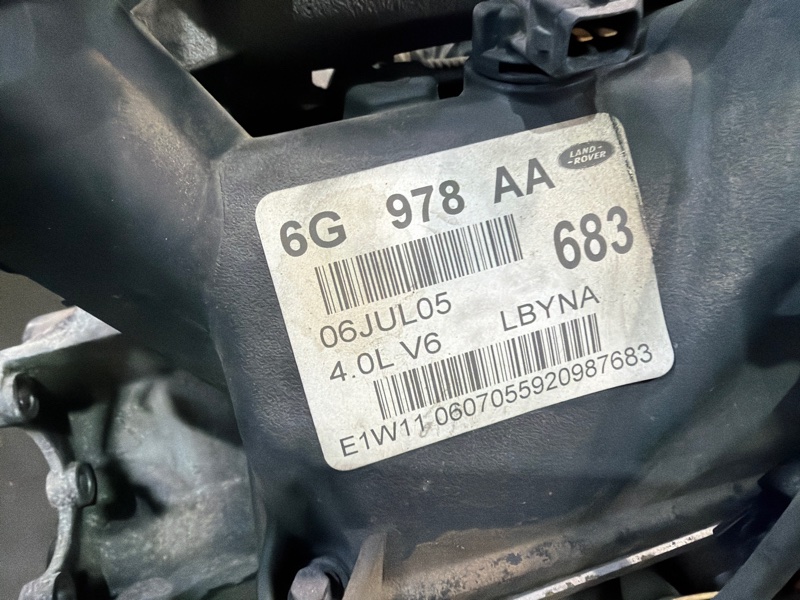 6G 978 AA
LAND-
-ROVER
683
06JUL05
4.0L V6 LBYNA
E1W11 0607055920987683